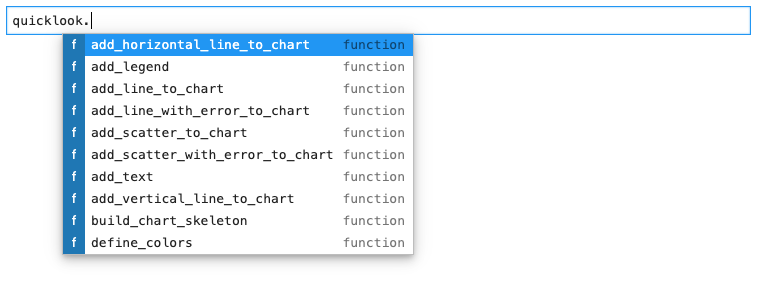 quicklook.
f add_horizontal_line_to_chart function
f add_legend function
f add_line_to_chart function
f add_line_with_error_to_chart function
f add_scatter_to_chart function
f add_scatter_with_error_to_chart function
f add_text function
f add_vertical_line_to_chart function
f build_chart_skeleton function
f define_colors function